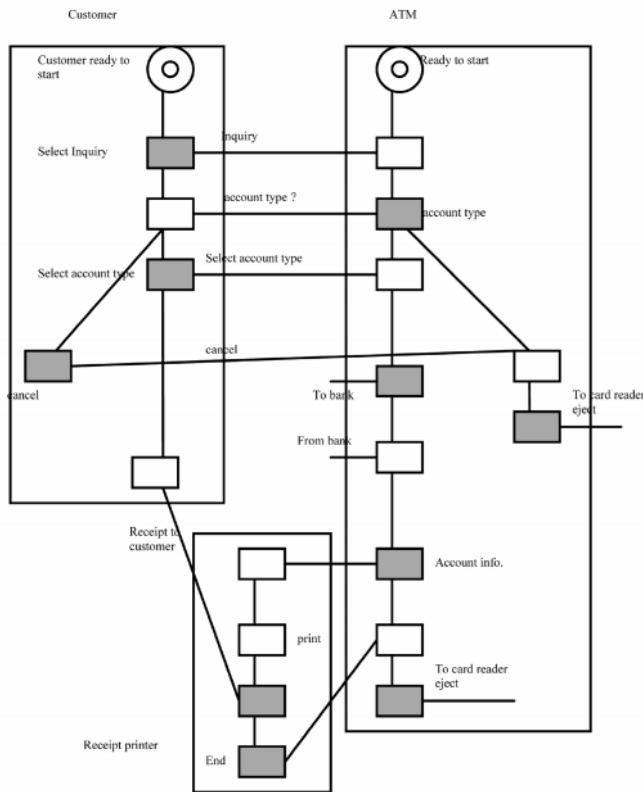 Customer
ATM
Customer ready to
start
Ready to start
Inquiry
Select Inquiry
account type ?
account type
Select account type
Select account type
cancel
cancel
To bank
To card reader
eject
From bank
Receipt to
customer
Account info.
print
To card reader
eject
Receipt printer
End